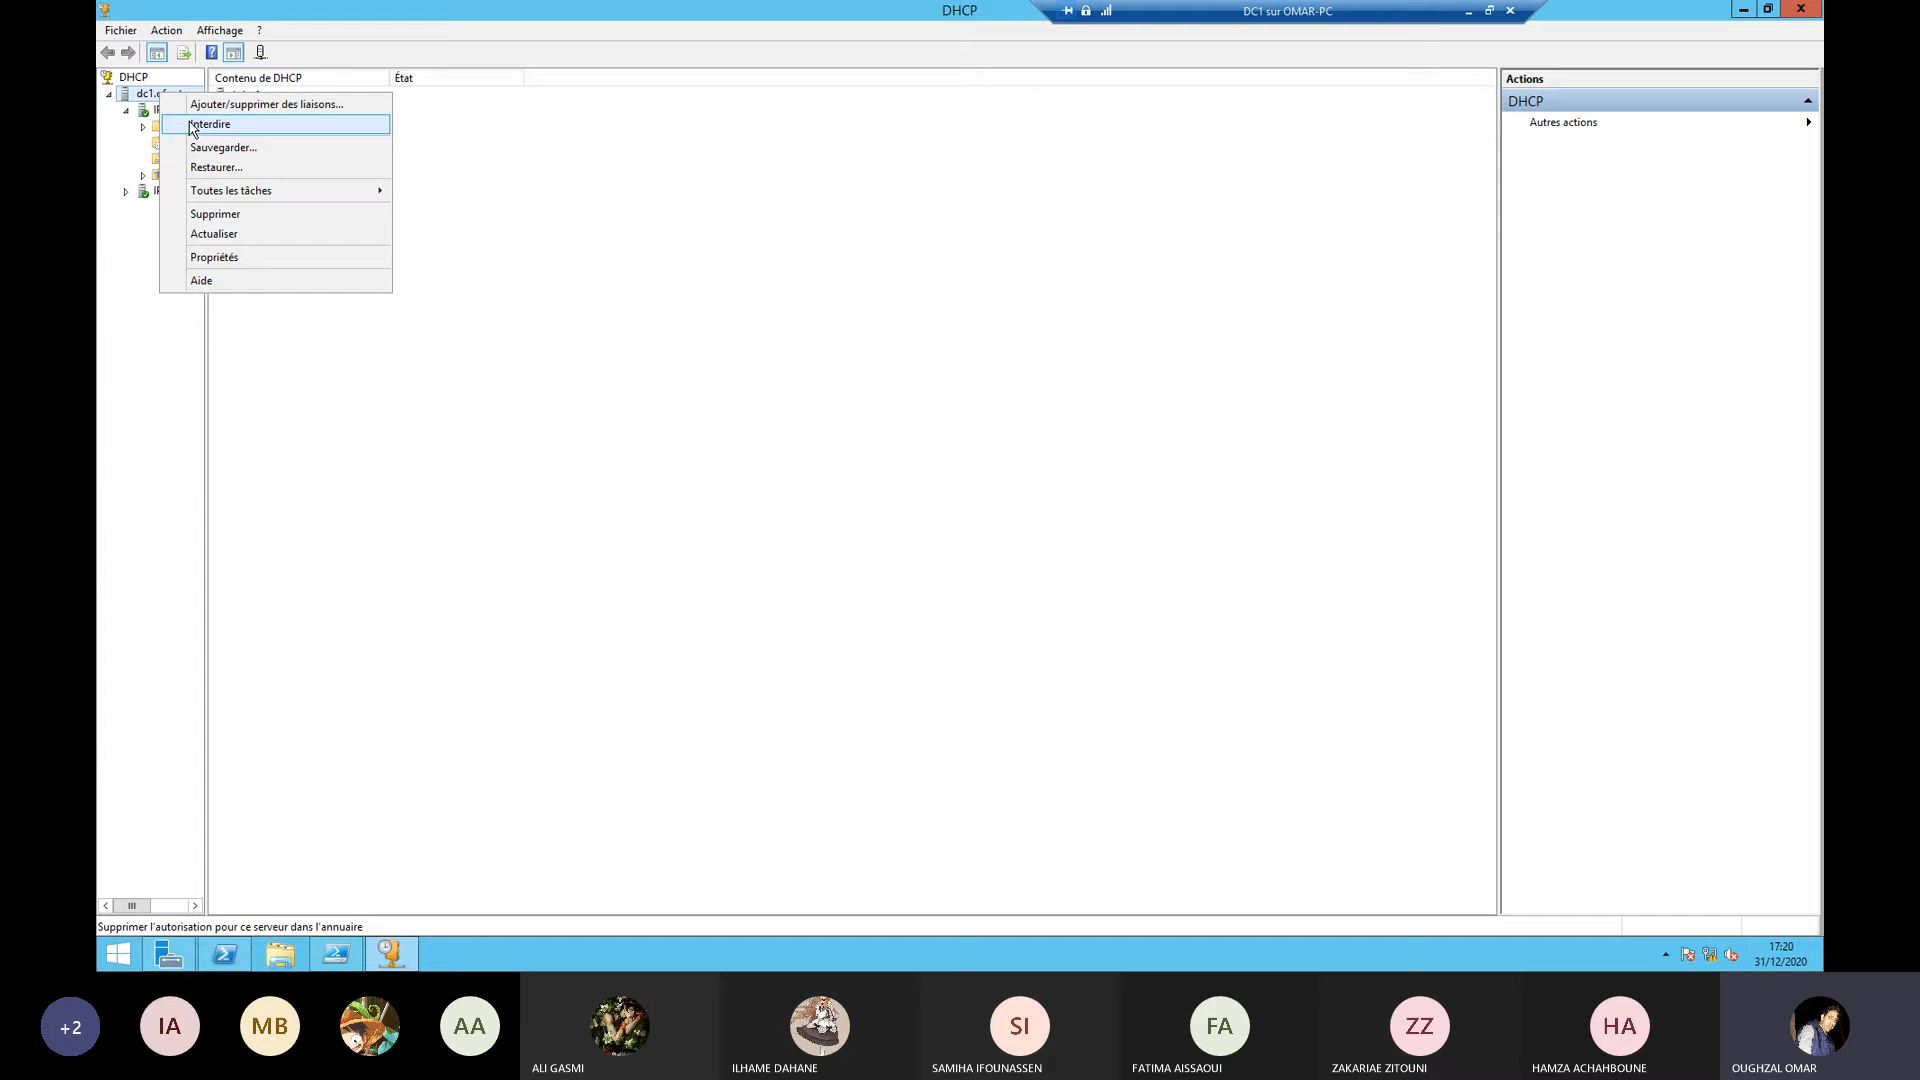 DHCP
DC1 sur OMAR-PC
Fichier Action Affichage ?
DHCP
Contenu de DHCP
État
Actions
DHCP
Autres actions
Ajouter/supprimer des liaisons...
Interdire
Sauvegarder...
Restaurer...
Toutes les tâches
Supprimer
Actualiser
Propriétés
Aide
Supprimer l'autorisation pour ce serveur dans l'annuaire
17:20
31/12/2020
+2
IA
MB
AA
SI
FA
ZZ
HA
ALI GASMI
ILHAME DAHANE
SAMIHA IFOUNASSEN
FATIMA AISSAOUI
ZAKARIAE ZITOUNI
HAMZA ACHAHBOUNE
OUGHZAL OMAR